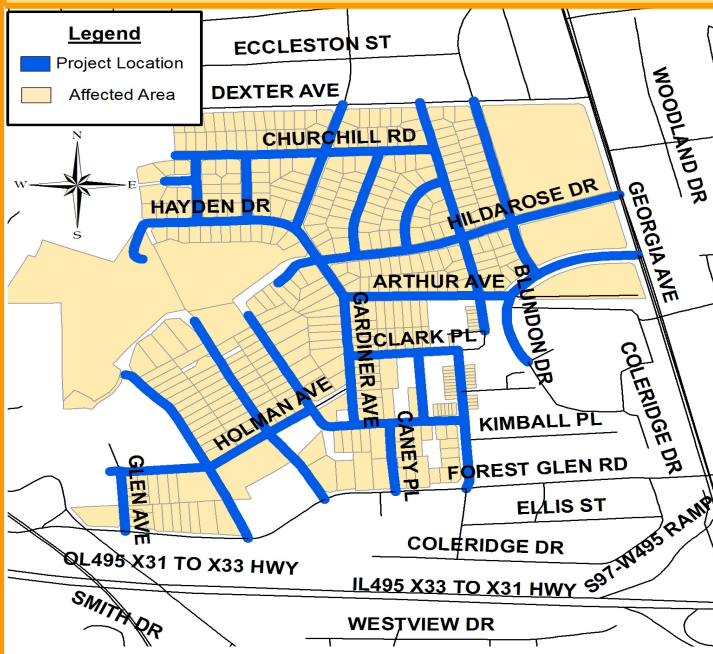 Legend
Project Location
Affected Area
ECCLESTON ST
DEXTER AVE
WOODLAND DR
CHURCHILL RD
N
W
E
S
HAYDEN DR
HILDAROSE DR
GEORGIA AVE
ARTHUR AVE
BLUNDON DR
GARDINER AVE
CLARK PL
COLERIDGE DR
HOLMAN AVE
CANEY PL
KIMBALL PL
GLEN AVE
FOREST GLEN RD
ELLIS ST
S97-W495 RAMP
COLERIDGE DR
OL495 X31 TO X33 HWY
IL495 X33 TO X31 HWY
SMITH DR
WESTVIEW DR